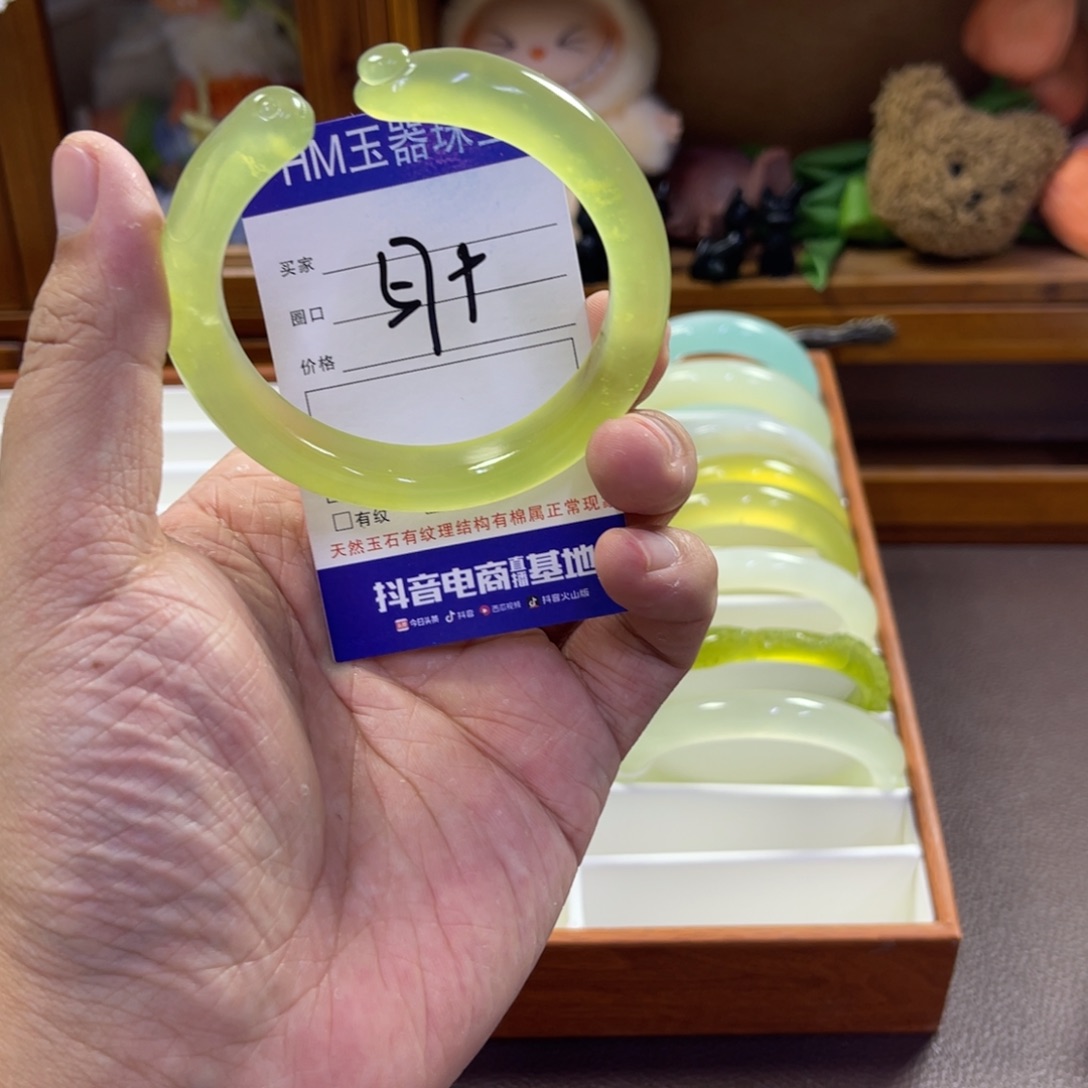 HM玉器珠
买家
圈口
价格
有纹
天然玉石有纹理结构有棉属正常现
抖音电商直播基地
今日头条 抖音 西瓜视频 抖音火山版